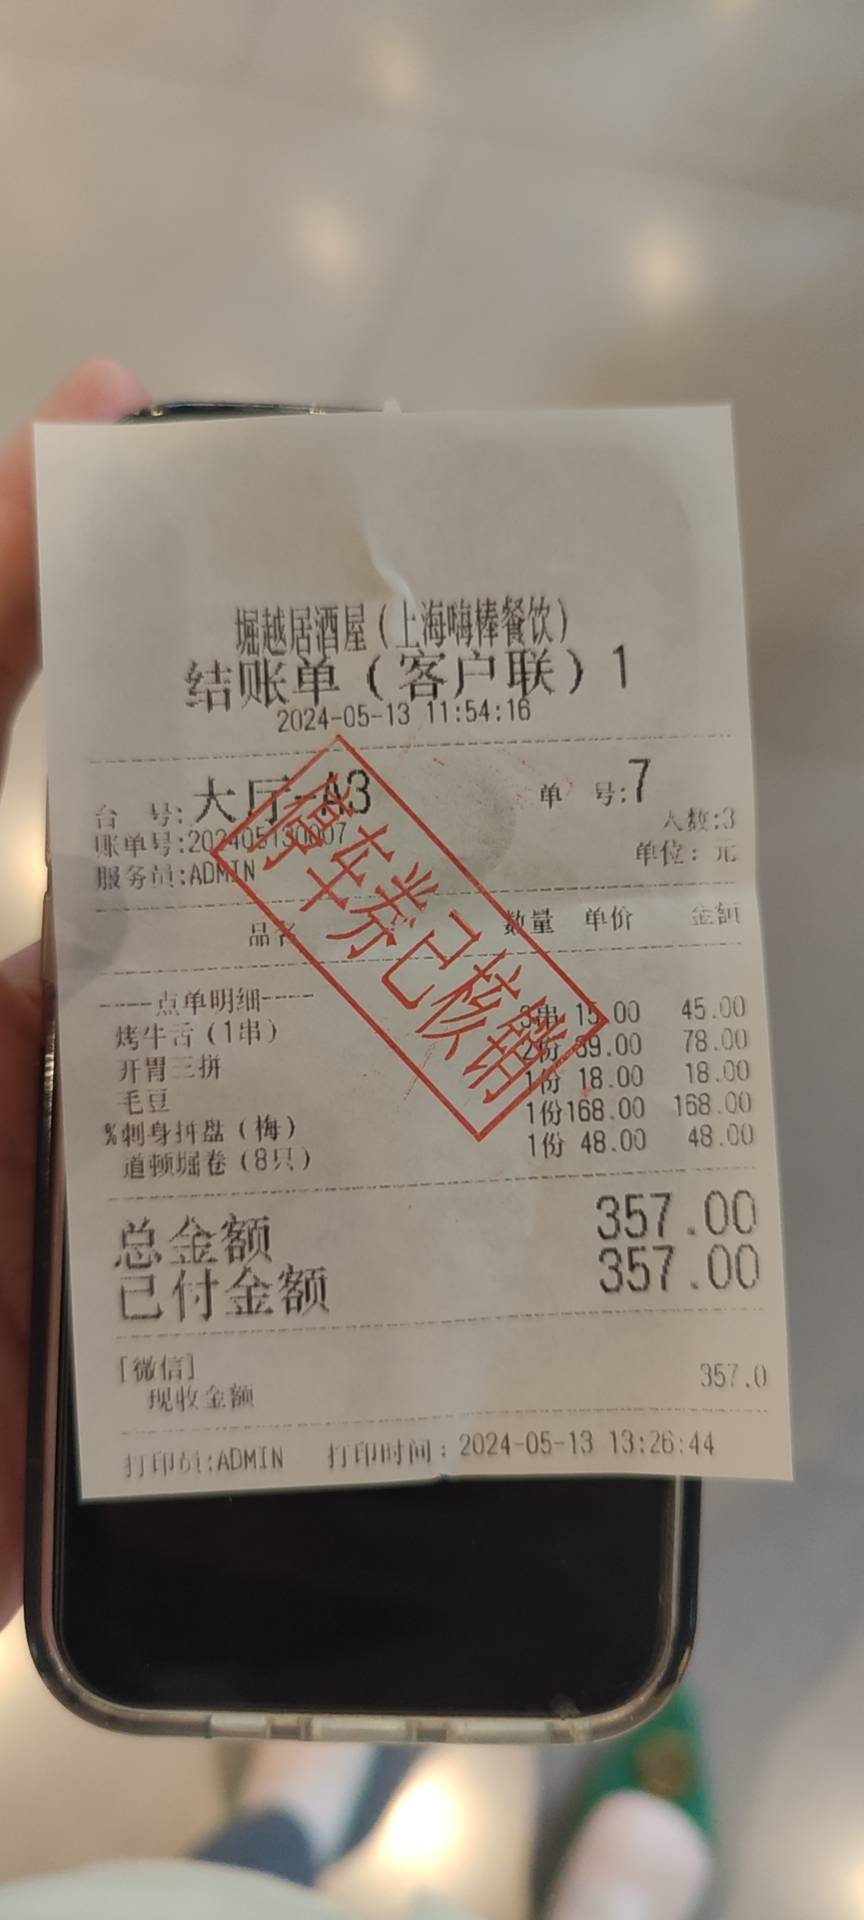 堀越居酒屋(上海嗨棒餐饮)
结账单(客户联)1
2024-05-13 11:54:16
台 号:大厅-A3 单 号:7
账单号:202405130007 人数:3
服务员:ADMIN 单位: 元
品名 数量 单价 金额
----点单明细----
烤牛舌(1串) 3串 15.00 45.00
开胃三拼 2份 39.00 78.00
毛豆 1份 18.00 18.00
%刺身拼盘(梅) 1份168.00 168.00
道顿堀卷(8只) 1份 48.00 48.00
总金额 357.00
已付金额 357.00
[微信]
现收金额 357.0
打印员:ADMIN 打印时间:2024-05-13 13:26:44
停车券已核销